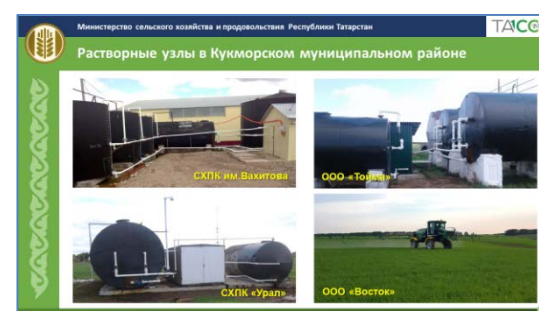 Министерство сельского хозяйства и продовольствия Республики Татарстан
TATCO
Растворные узлы в Кукморском муниципальном районе
СХПК им.Вахитова
ООО «Тойма»
СХПК «Урал»
ООО «Восток»